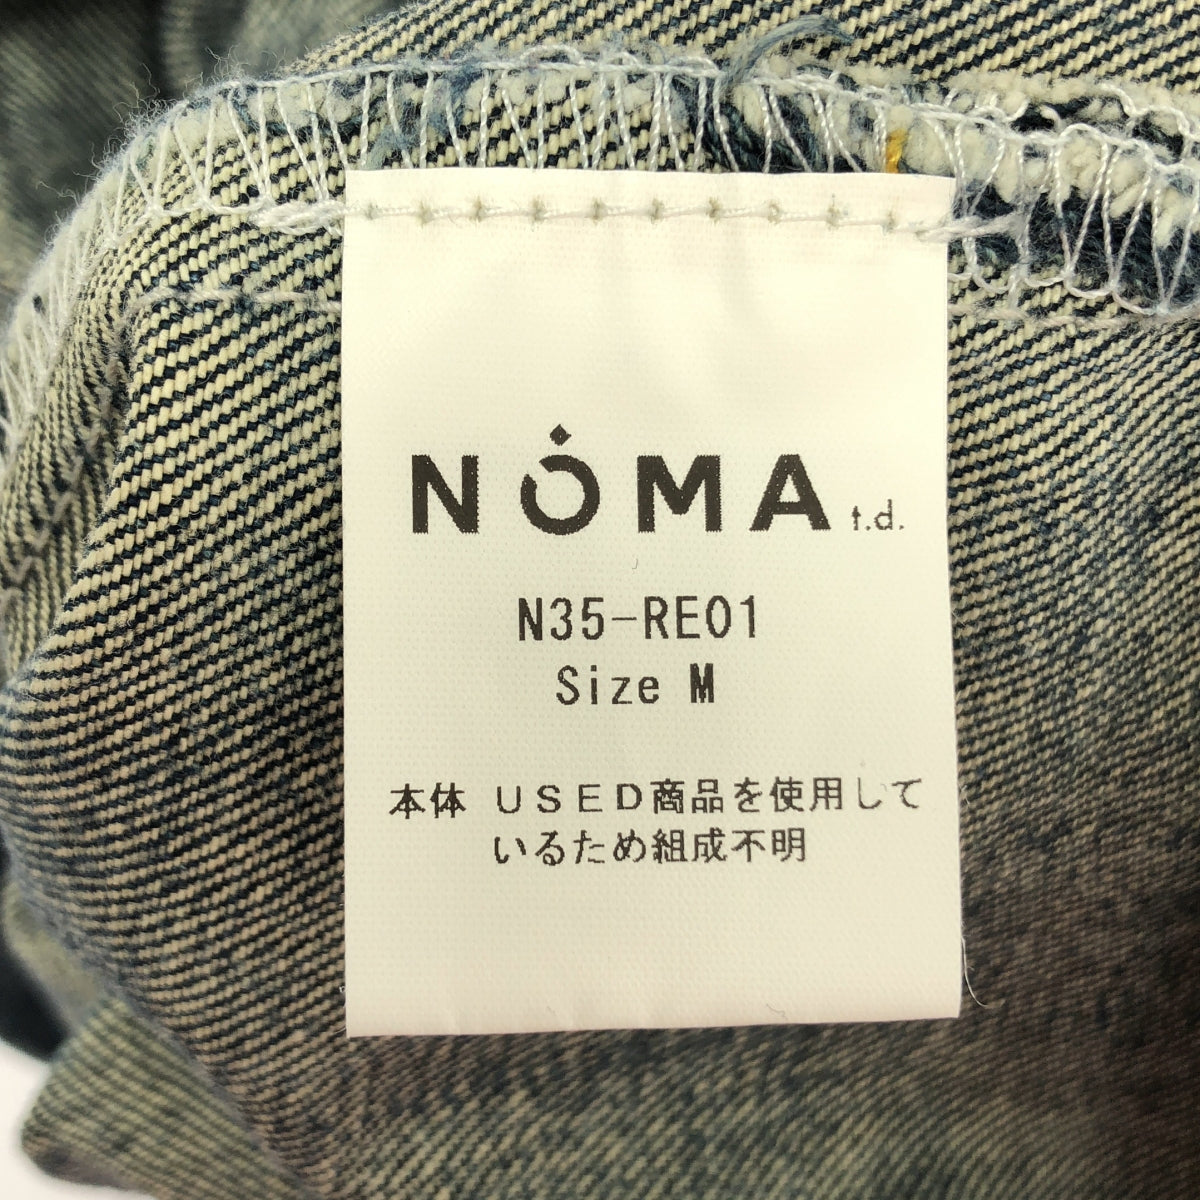 NOMA t.d.
N35-RE01
Size M
本体 ＵＳＥＤ商品を使用して
いるため組成不明